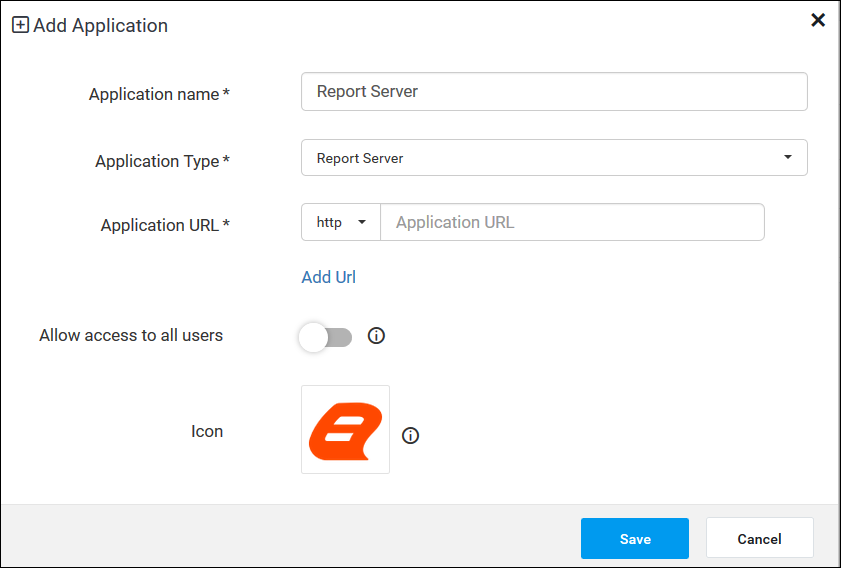 Add Application
Application name *
Report Server
Application Type *
Report Server
Application URL *
http
Application URL
Add Url
Allow access to all users
Icon
Save
Cancel